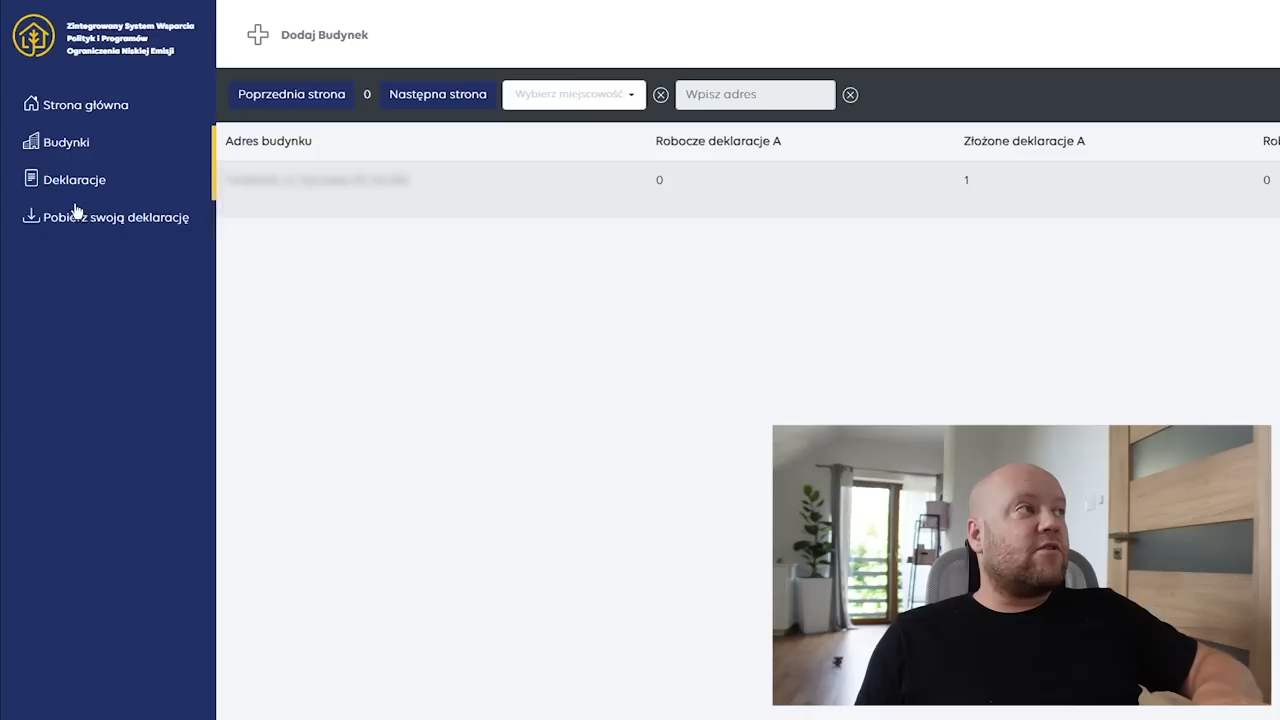 Zintegrowany System Wsparcia
Polityk i Programów
Ograniczenia Niskiej Emisji
Dodaj Budynek
Strona główna
Budynki
Deklaracje
Pobierz swoją deklarację
Poprzednia strona 0 Następna strona Wybierz miejscowość Wpisz adres
Adres budynku Robocze deklaracje A Złożone deklaracje A Rol
0 1 0